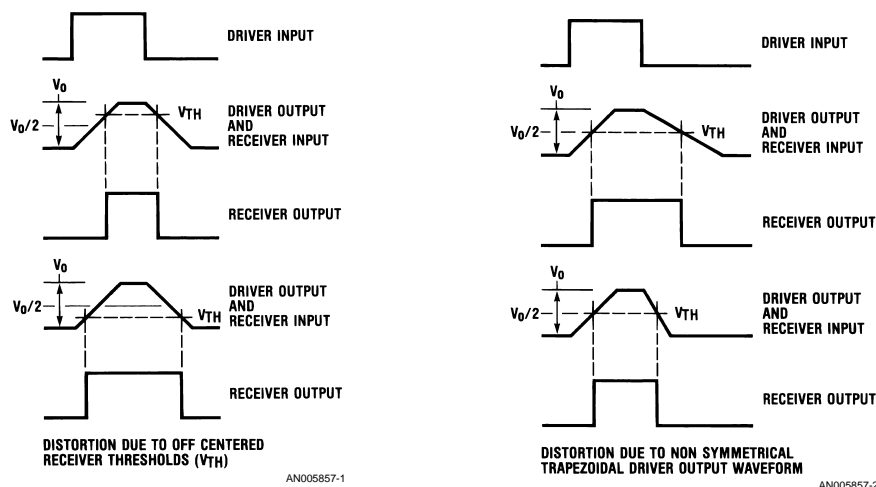 DRIVER INPUT
V₀
V₀/2
VTH
DRIVER OUTPUT
AND
RECEIVER INPUT
RECEIVER OUTPUT
V₀
V₀/2
VTH
DRIVER OUTPUT
AND
RECEIVER INPUT
RECEIVER OUTPUT
DISTORTION DUE TO OFF CENTERED
RECEIVER THRESHOLDS (VTH)
AN005857-1
DRIVER INPUT
V₀
V₀/2
VTH
DRIVER OUTPUT
AND
RECEIVER INPUT
RECEIVER OUTPUT
V₀
V₀/2
VTH
DRIVER OUTPUT
AND
RECEIVER INPUT
RECEIVER OUTPUT
DISTORTION DUE TO NON SYMMETRICAL
TRAPEZOIDAL DRIVER OUTPUT WAVEFORM
AN005857-2